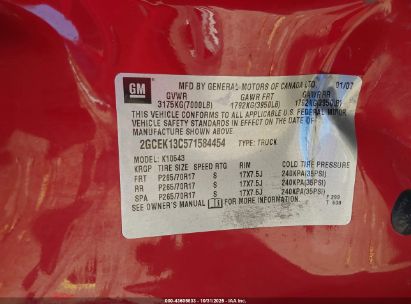 GM
MFD BY GENERAL MOTORS OF CANADA LTD. 01/07
GVWR GAWR FRT GAWR RR
3175KG(7000LB) 1792KG(3950LB) 1792KG(3950LB)
THIS VEHICLE CONFORMS TO ALL APPLICABLE U.S. FEDERAL MOTOR
VEHICLE SAFETY STANDARDS IN EFFECT ON THE DATE OF
MANUFACTURE SHOWN ABOVE.
2GCEK13C571584454 TYPE: TRUCK
MODEL: K10543
KRGP TIRE SIZE SPEED RTG RIM COLD TIRE PRESSURE
FRT P265/70R17 S 17X7.5J 240KPA(35PSI)
RR P265/70R17 S 17X7.5J 240KPA(35PSI)
SPA P265/70R17 S 17X7.5J 240KPA(35PSI)
SEE OWNER'S MANUAL FOR MORE INFORMATION.